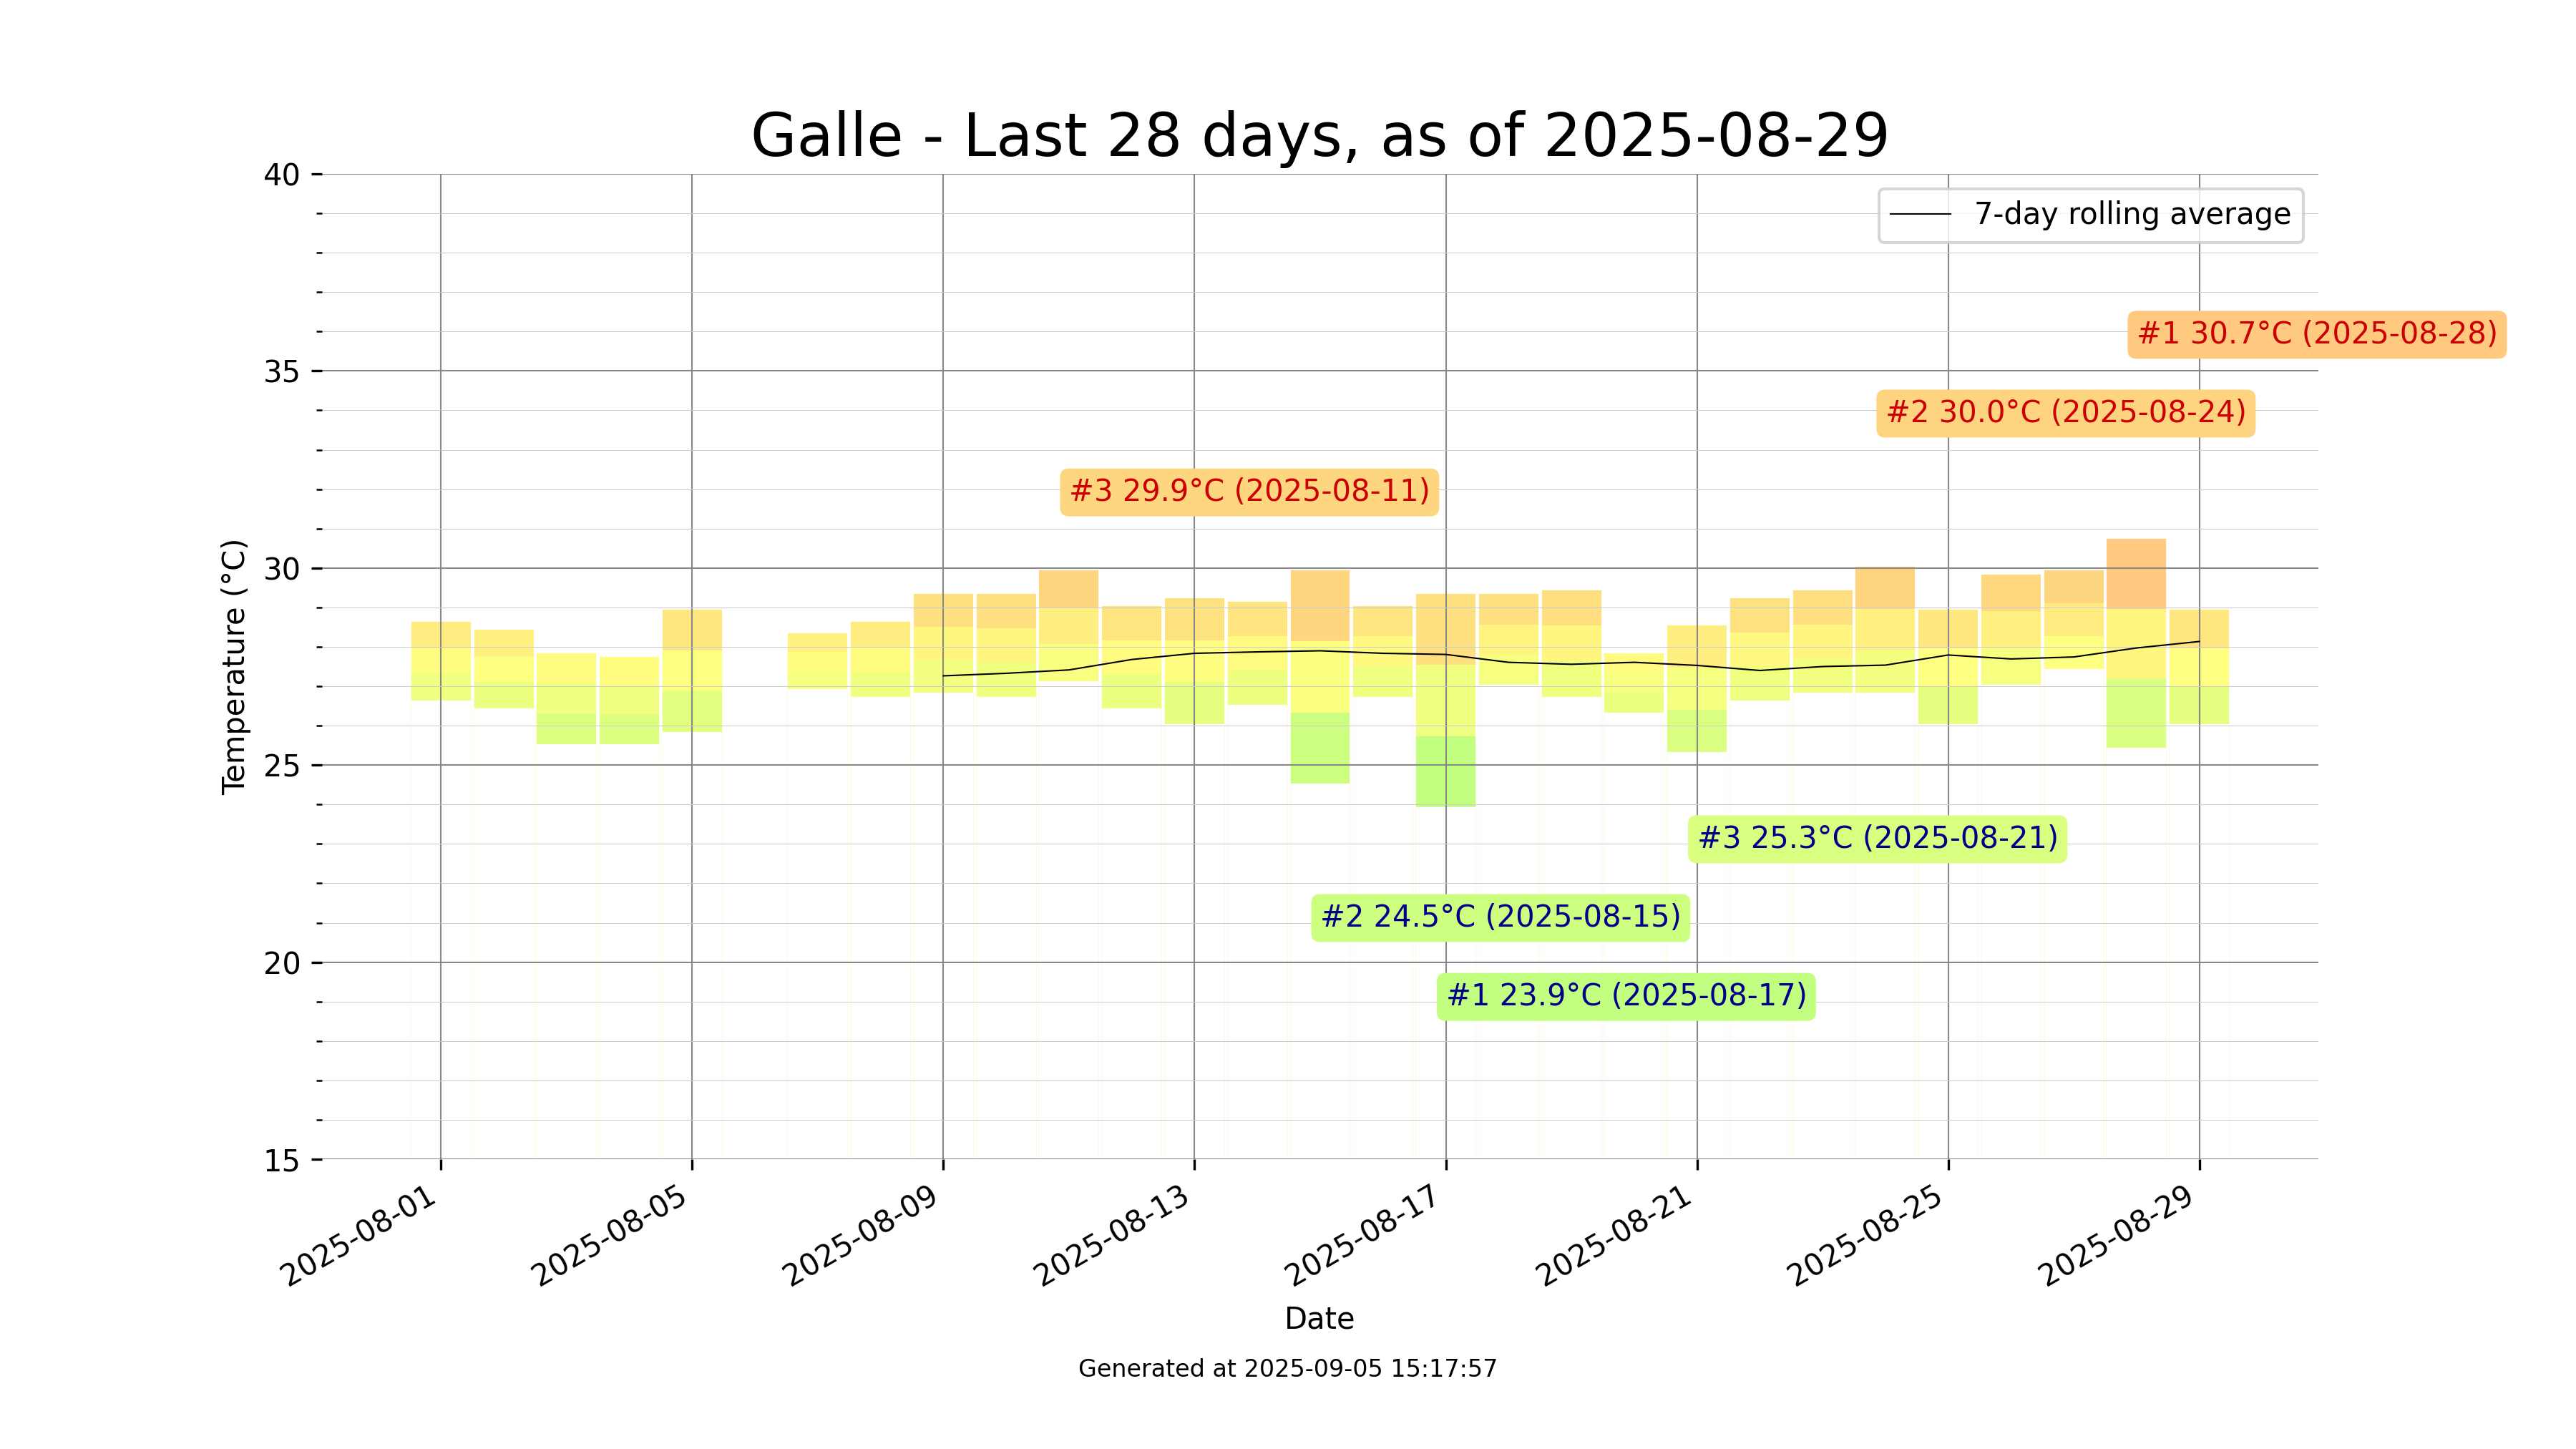 Galle - Last 28 days, as of 2025-08-29
40
7-day rolling average
#1 30.7°C (2025-08-28)
35
#2 30.0°C (2025-08-24)
#3 29.9°C (2025-08-11)
30
Temperature (°C)
25
#3 25.3°C (2025-08-21)
#2 24.5°C (2025-08-15)
20
#1 23.9°C (2025-08-17)
15
2025-08-01
2025-08-05
2025-08-09
2025-08-13
2025-08-17
2025-08-21
2025-08-25
2025-08-29
Date
Generated at 2025-09-05 15:17:57